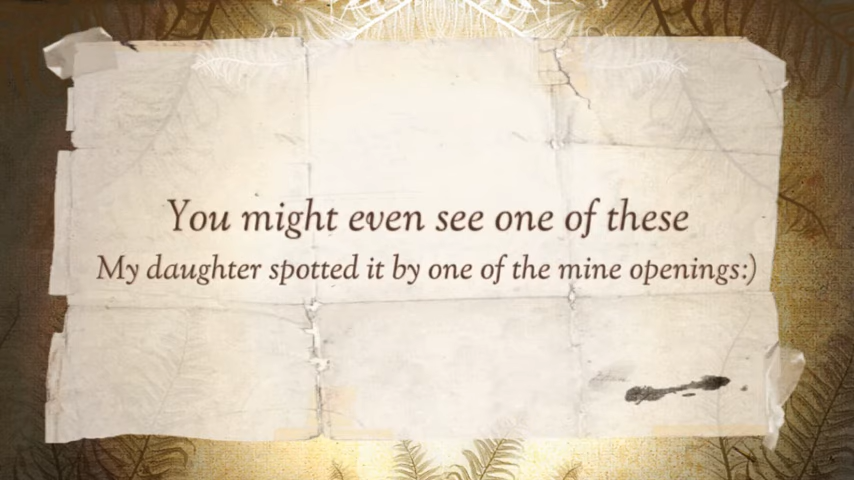 You might even see one of these
My daughter spotted it by one of the mine openings:)